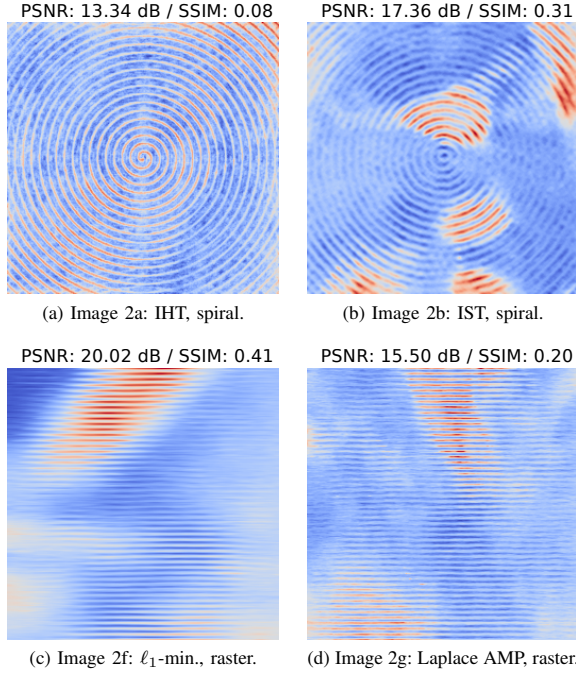 PSNR: 13.34 dB / SSIM: 0.08
PSNR: 17.36 dB / SSIM: 0.31
(a) Image 2a: IHT, spiral.
(b) Image 2b: IST, spiral.
PSNR: 20.02 dB / SSIM: 0.41
PSNR: 15.50 dB / SSIM: 0.20
(c) Image 2f: ℓ₁-min., raster.
(d) Image 2g: Laplace AMP, raster.